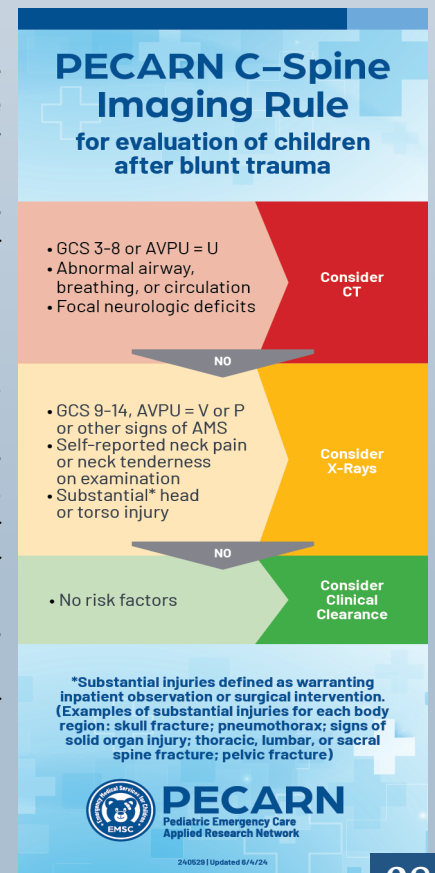 PECARN C–Spine
Imaging Rule
for evaluation of children
after blunt trauma
• GCS 3-8 or AVPU = U
• Abnormal airway,
breathing, or circulation
• Focal neurologic deficits
Consider
CT
NO
• GCS 9-14, AVPU = V or P
or other signs of AMS
• Self-reported neck pain
or neck tenderness
on examination
• Substantial* head
or torso injury
Consider
X-Rays
NO
• No risk factors
Consider
Clinical
Clearance
*Substantial injuries defined as warranting
inpatient observation or surgical intervention.
(Examples of substantial injuries for each body
region: skull fracture; pneumothorax; signs of
solid organ injury; thoracic, lumbar, or sacral
spine fracture; pelvic fracture)
Emergency Medical Services for Children
EMSC
PECARN
Pediatric Emergency Care
Applied Research Network
240529 | Updated 6/4/24